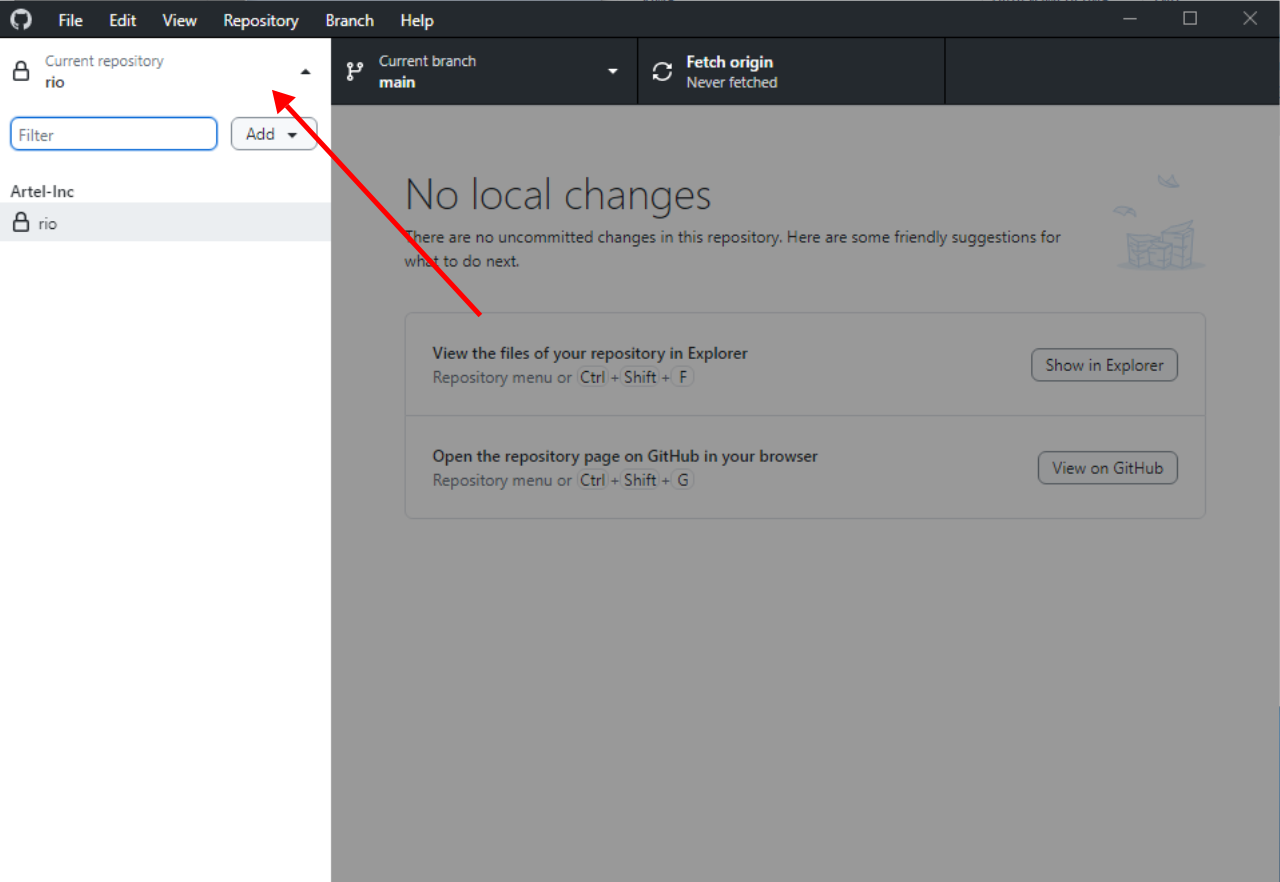 File Edit View Repository Branch Help
Current repository
rio
Current branch
main
Fetch origin
Never fetched
Filter
Add
Artel-Inc
rio
No local changes
There are no uncommitted changes in this repository. Here are some friendly suggestions for
what to do next.
View the files of your repository in Explorer
Repository menu or Ctrl + Shift + F
Show in Explorer
Open the repository page on GitHub in your browser
Repository menu or Ctrl + Shift + G
View on GitHub